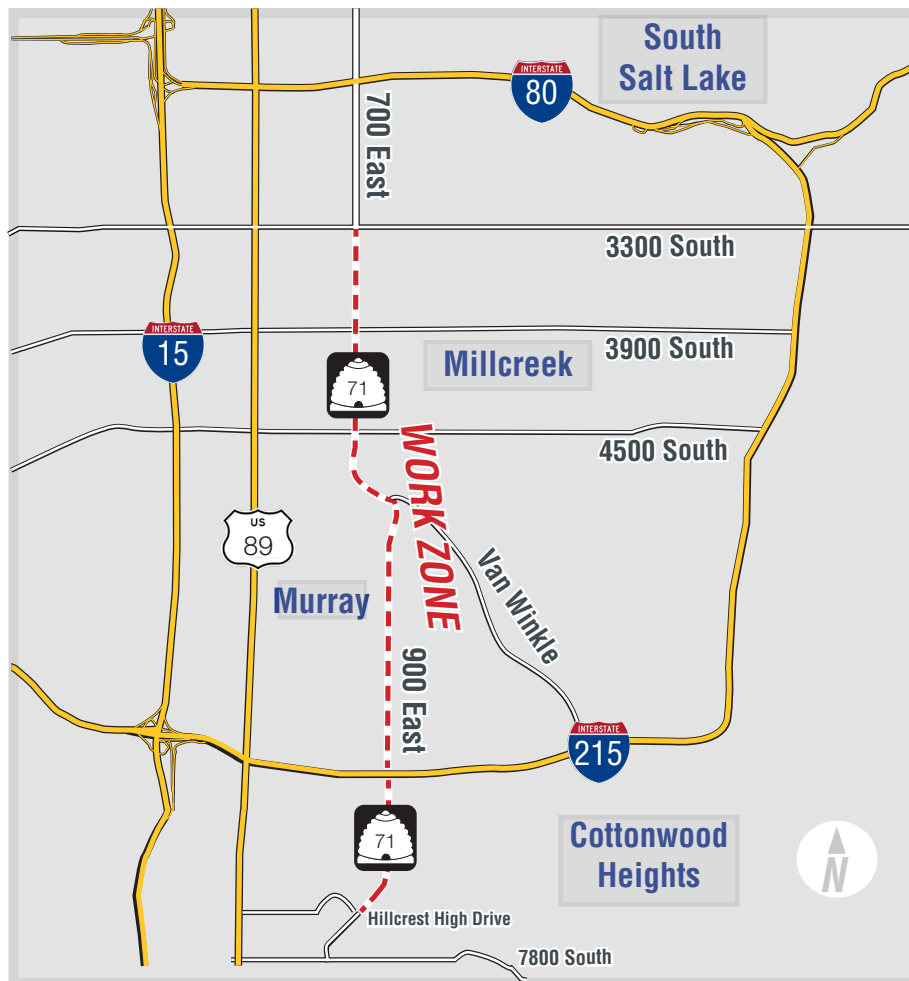 South
Salt Lake
INTERSTATE
80
700 East
3300 South
INTERSTATE
15
3900 South
Millcreek
71
4500 South
WORK ZONE
US
89
Van Winkle
Murray
900 East
INTERSTATE
215
71
Cottonwood
Heights
N
Hillcrest High Drive
7800 South